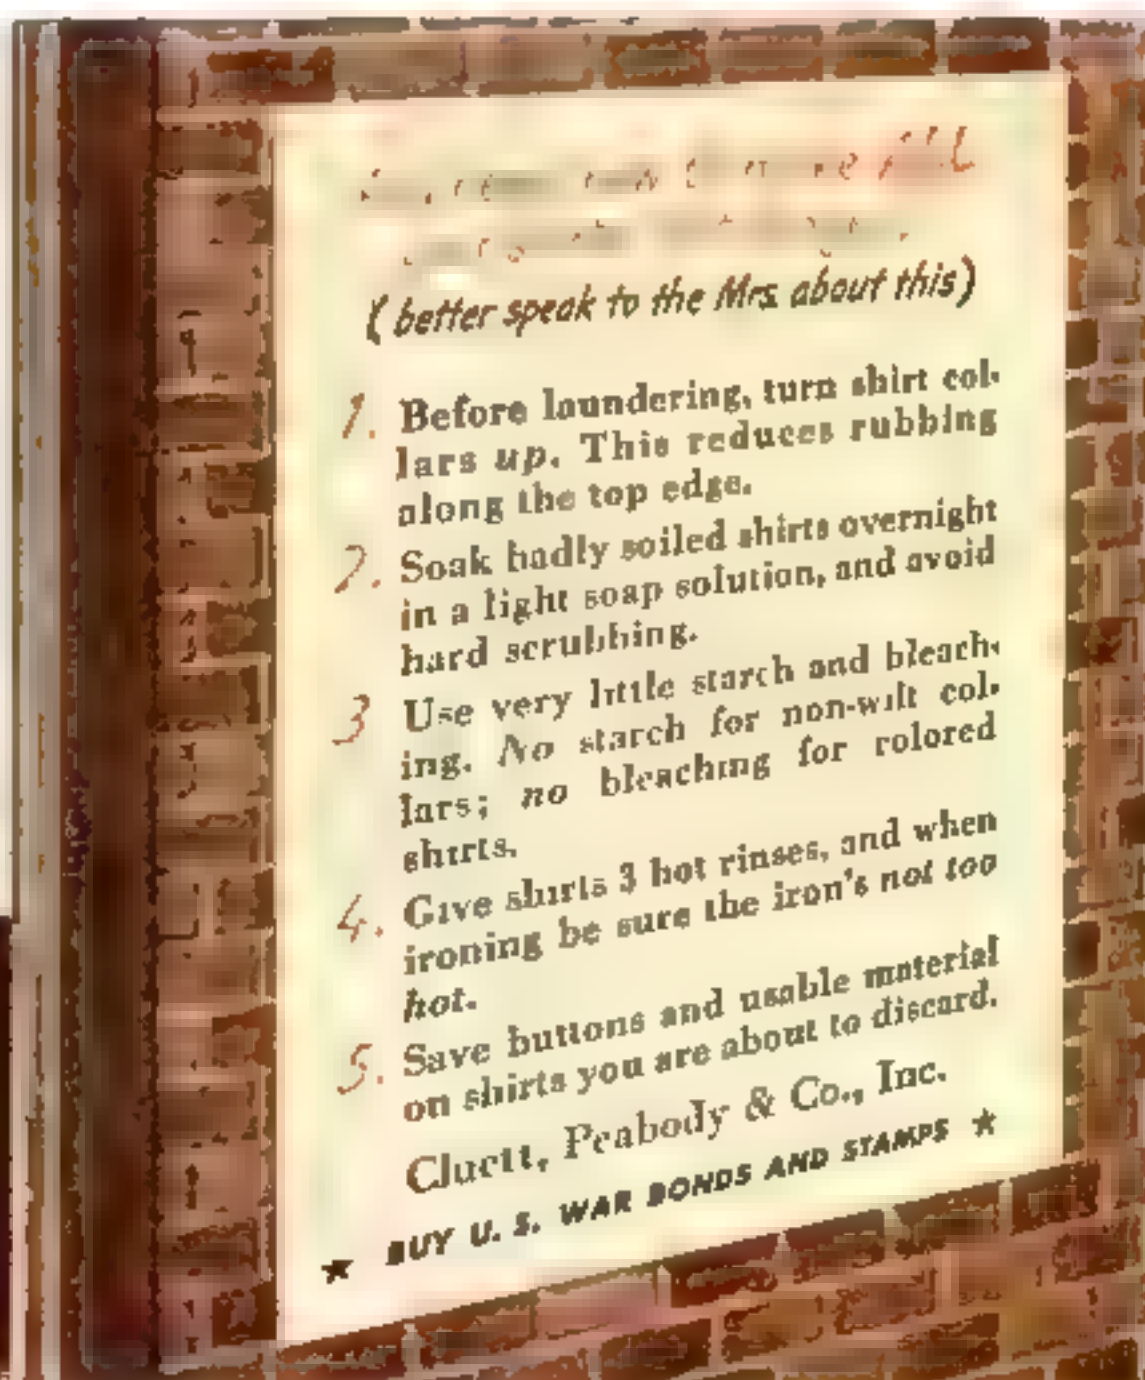 (better speak to the Mrs. about this)
1. Before laundering, turn shirt col-
lars up. This reduces rubbing
along the top edge.
2. Soak badly soiled shirts overnight
in a light soap solution, and avoid
hard scrubbing.
3 Use very little starch and bleach-
ing. No starch for non-wilt col-
lars; no bleaching for colored
shirts.
4. Give shirts 3 hot rinses, and when
ironing be sure the iron's not too
hot.
5. Save buttons and usable material
on shirts you are about to discard.
Cluett, Peabody & Co., Inc.
★ BUY U. S. WAR BONDS AND STAMPS ★